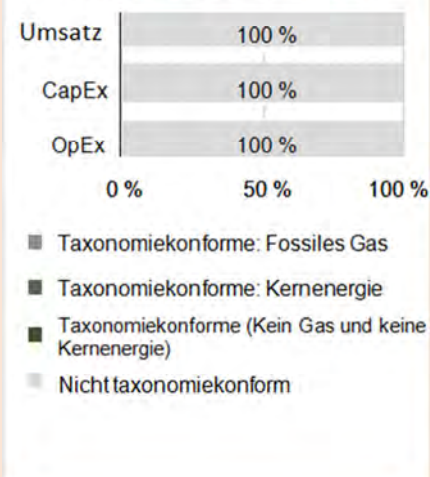 Umsatz 100 %
CapEx 100 %
OpEx 100 %
0 % 50 % 100 %
Taxonomiekonforme: Fossiles Gas
Taxonomiekonforme: Kernenergie
Taxonomiekonforme (Kein Gas und keine
Kernenergie)
Nicht taxonomiekonform